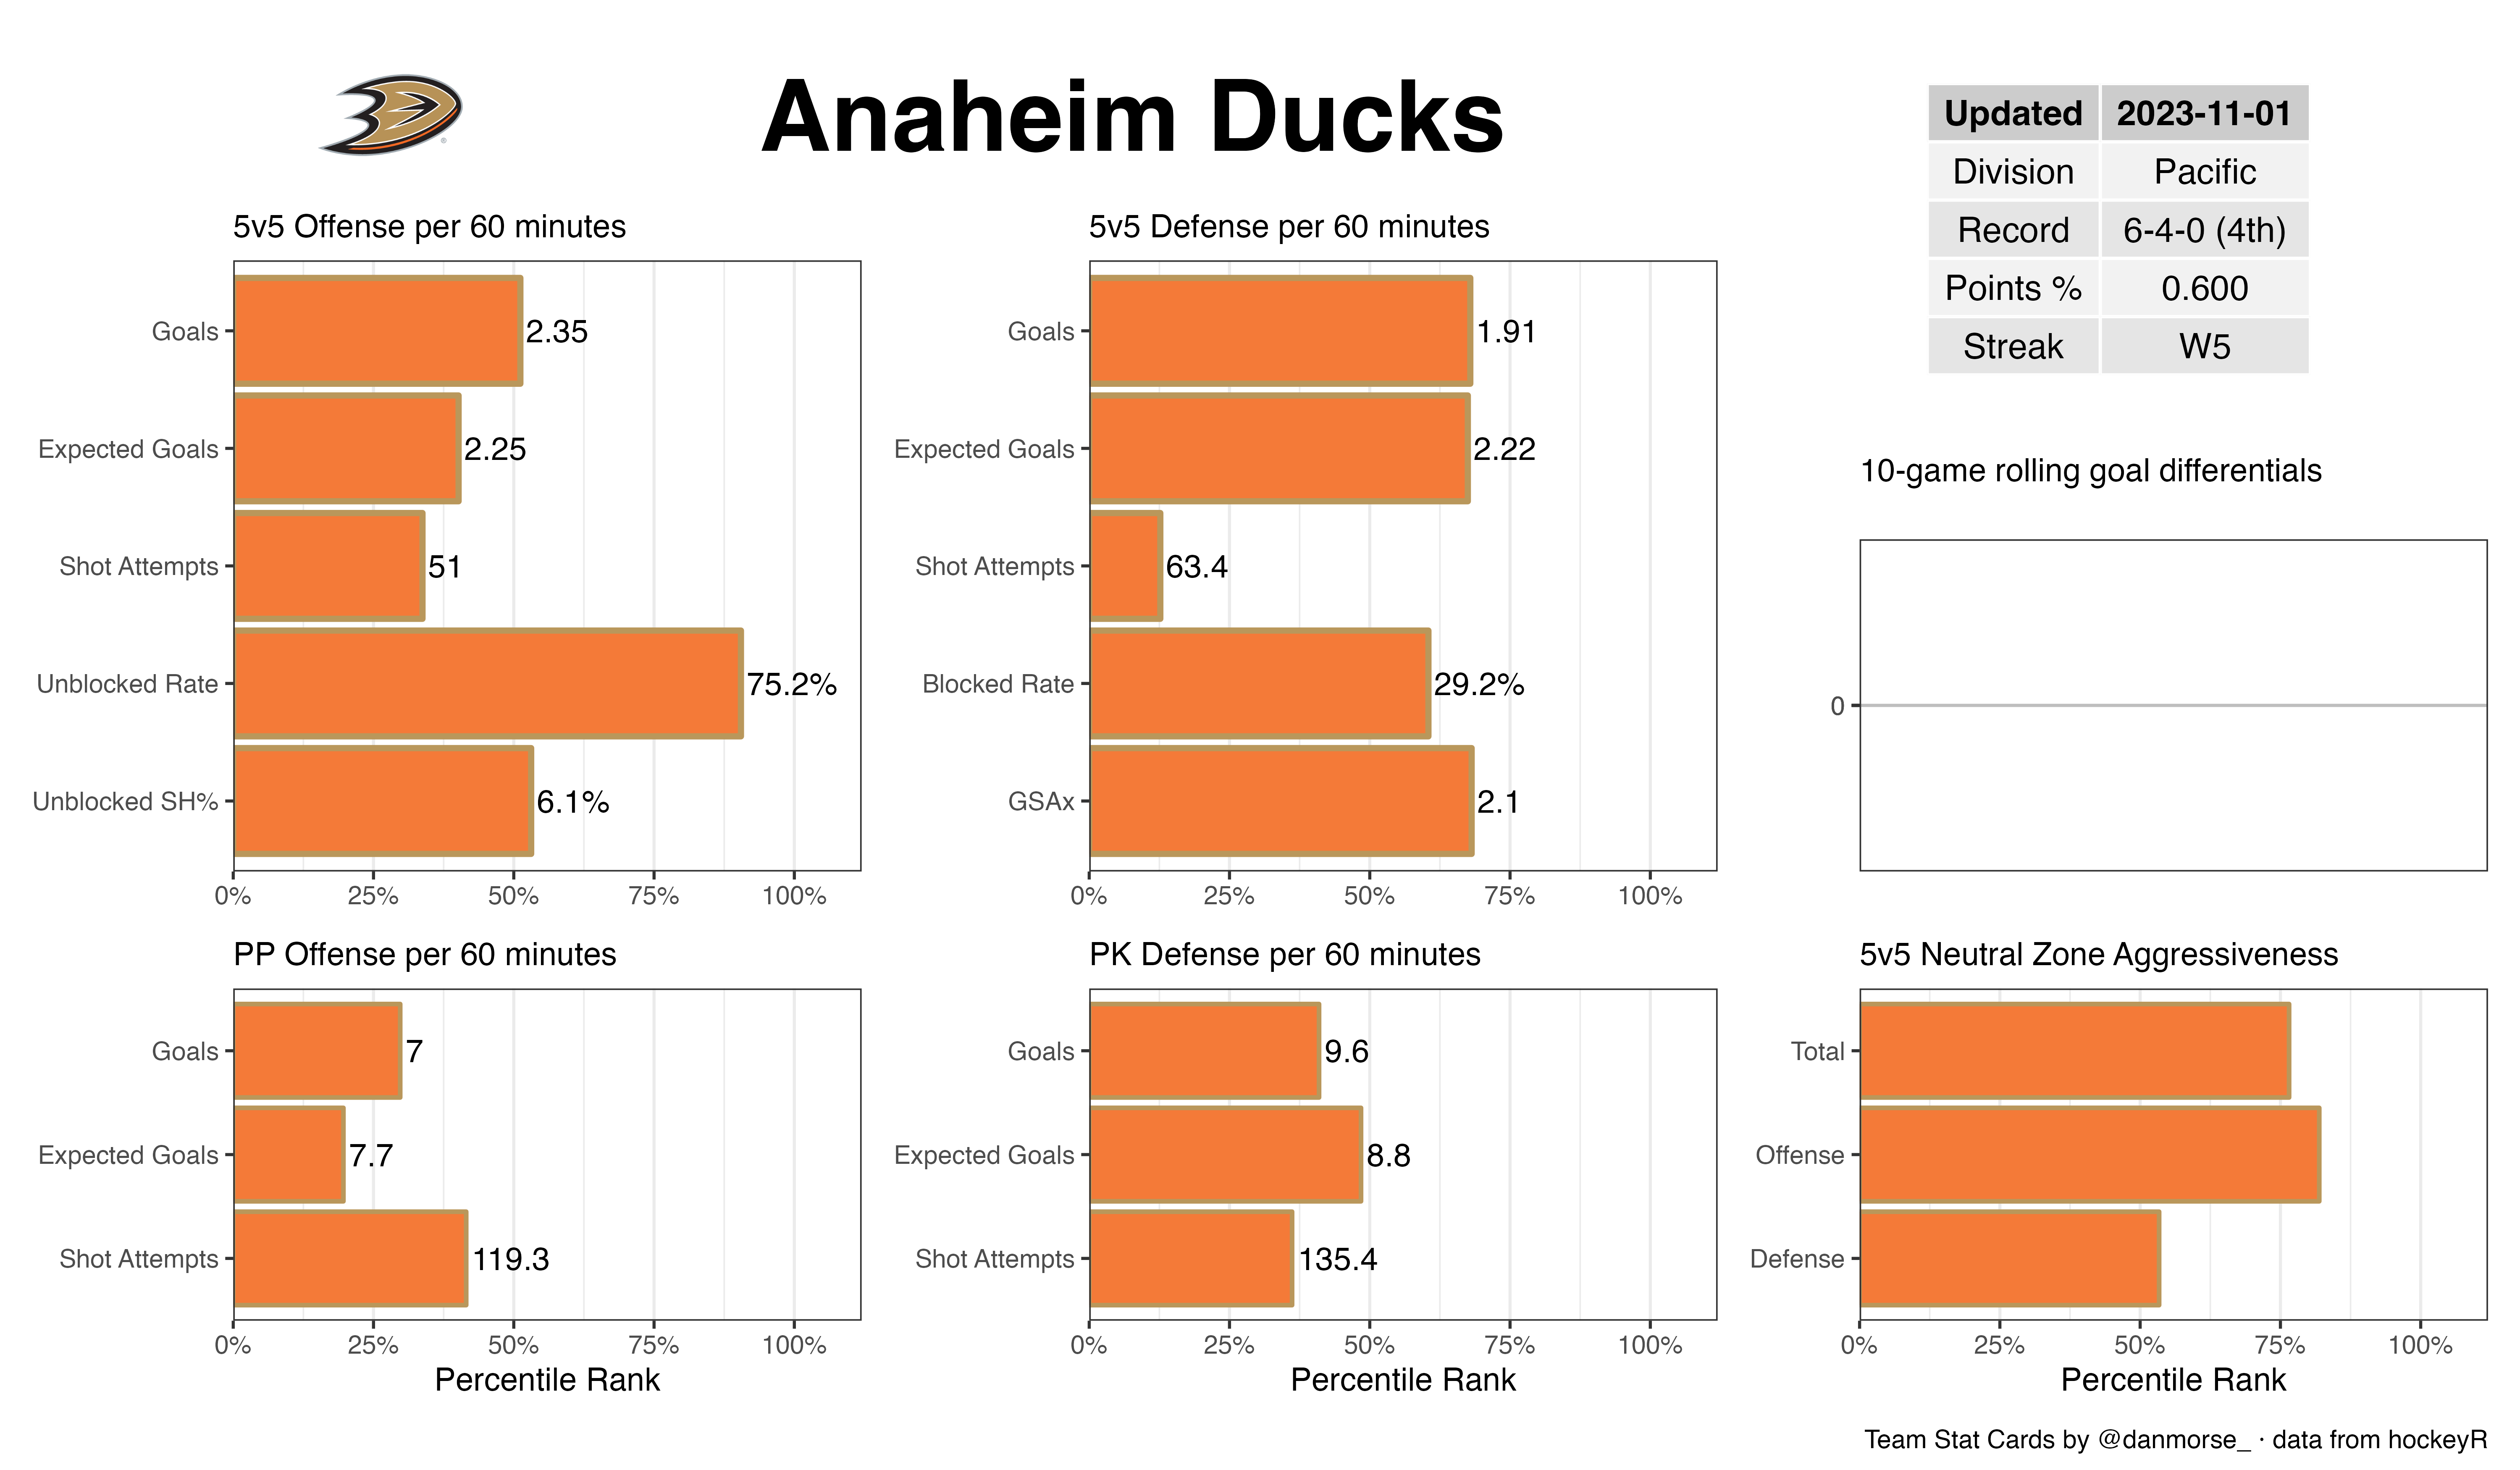 Anaheim Ducks
Updated 2023-11-01
Division Pacific
Record 6-4-0 (4th)
Points % 0.600
Streak W5
5v5 Offense per 60 minutes
Goals 2.35
Expected Goals 2.25
Shot Attempts 51
Unblocked Rate 75.2%
Unblocked SH% 6.1%
0% 25% 50% 75% 100%
5v5 Defense per 60 minutes
Goals 1.91
Expected Goals 2.22
Shot Attempts 63.4
Blocked Rate 29.2%
GSAx 2.1
0% 25% 50% 75% 100%
10-game rolling goal differentials
0
PP Offense per 60 minutes
Goals 7
Expected Goals 7.7
Shot Attempts 119.3
0% 25% 50% 75% 100%
Percentile Rank
PK Defense per 60 minutes
Goals 9.6
Expected Goals 8.8
Shot Attempts 135.4
0% 25% 50% 75% 100%
Percentile Rank
5v5 Neutral Zone Aggressiveness
Total
Offense
Defense
0% 25% 50% 75% 100%
Percentile Rank
Team Stat Cards by @danmorse_ · data from hockeyR